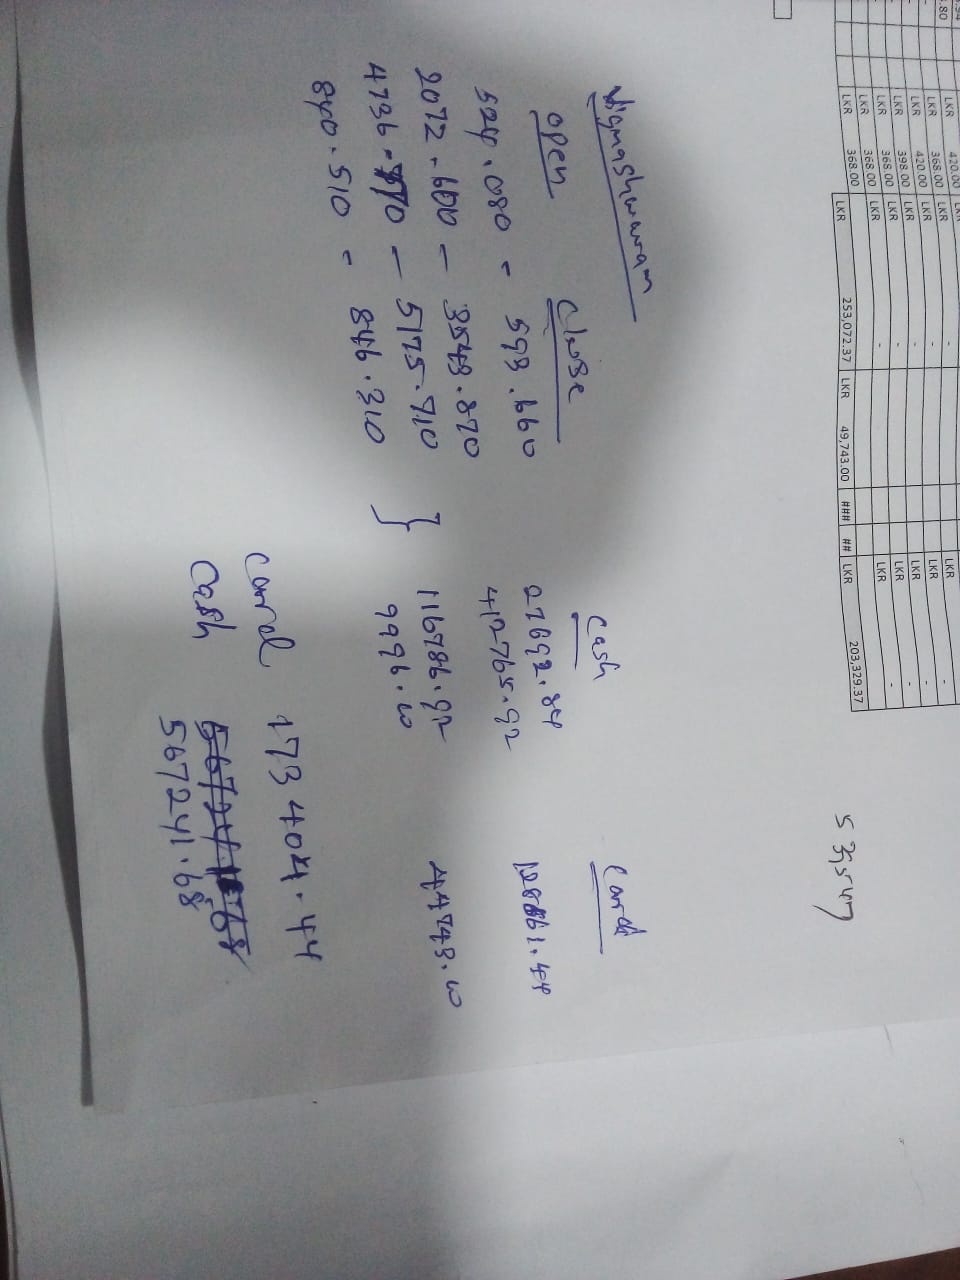 .80 LKR 420.00 LKR
LKR 368.00 LKR - LKR
LKR 420.00 LKR - LKR -
LKR 398.00 LKR - LKR -
LKR 368.00 LKR - LKR -
LKR 368.00 LKR - LKR -
LKR 368.00
LKR 253,072.37 LKR 49,743.00 ### ## LKR 203,329.37
Vignashwaram
open close cash card
524.080 - 593.660 27692.84
2072.600 - 3543.870 412765.92 128661.44
4736.770 - 5175.710 } 116786.92 44743.00
840.510 - 846.310 9996.00
card 173404.44
cash 567241.68
567241.68